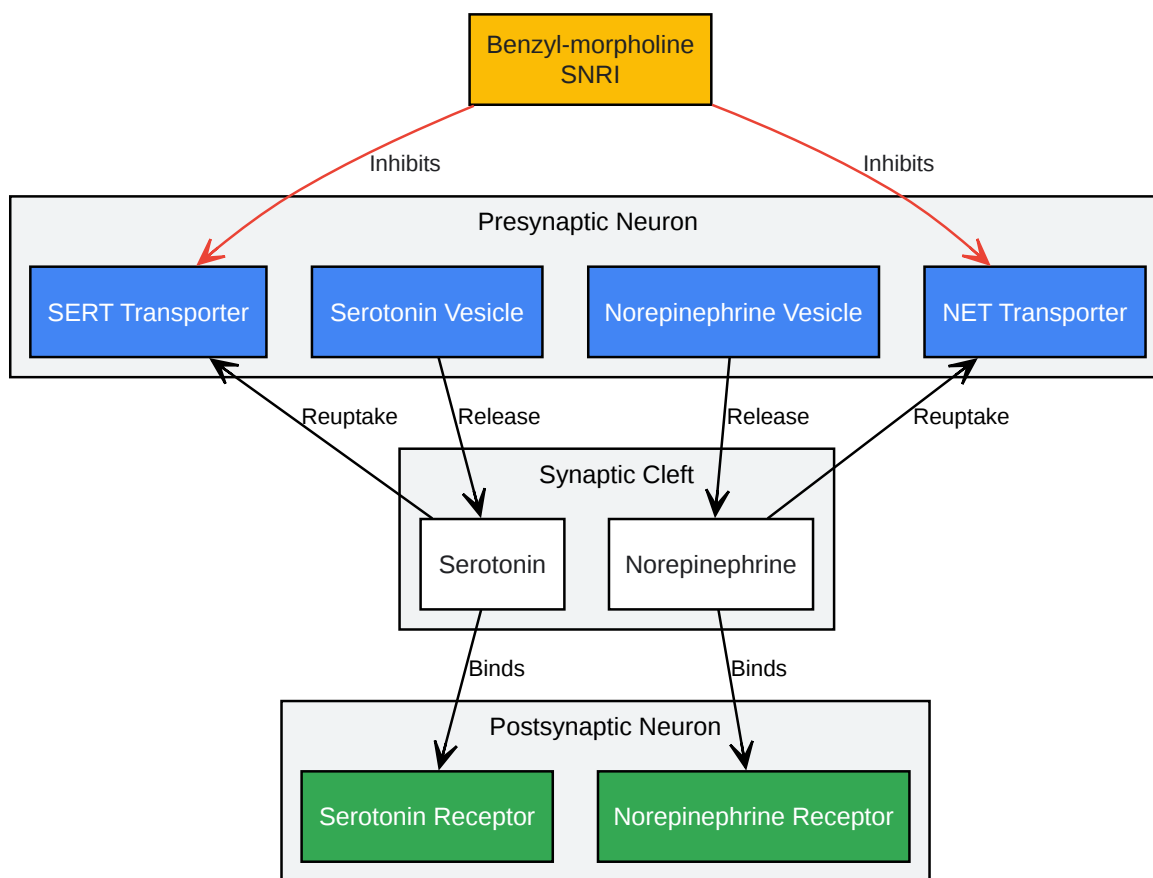 Benzyl-morpholine
SNRI
Inhibits
Inhibits
Presynaptic Neuron
SERT Transporter
Serotonin Vesicle
Norepinephrine Vesicle
NET Transporter
Reuptake
Release
Release
Reuptake
Synaptic Cleft
Serotonin
Norepinephrine
Binds
Binds
Postsynaptic Neuron
Serotonin Receptor
Norepinephrine Receptor